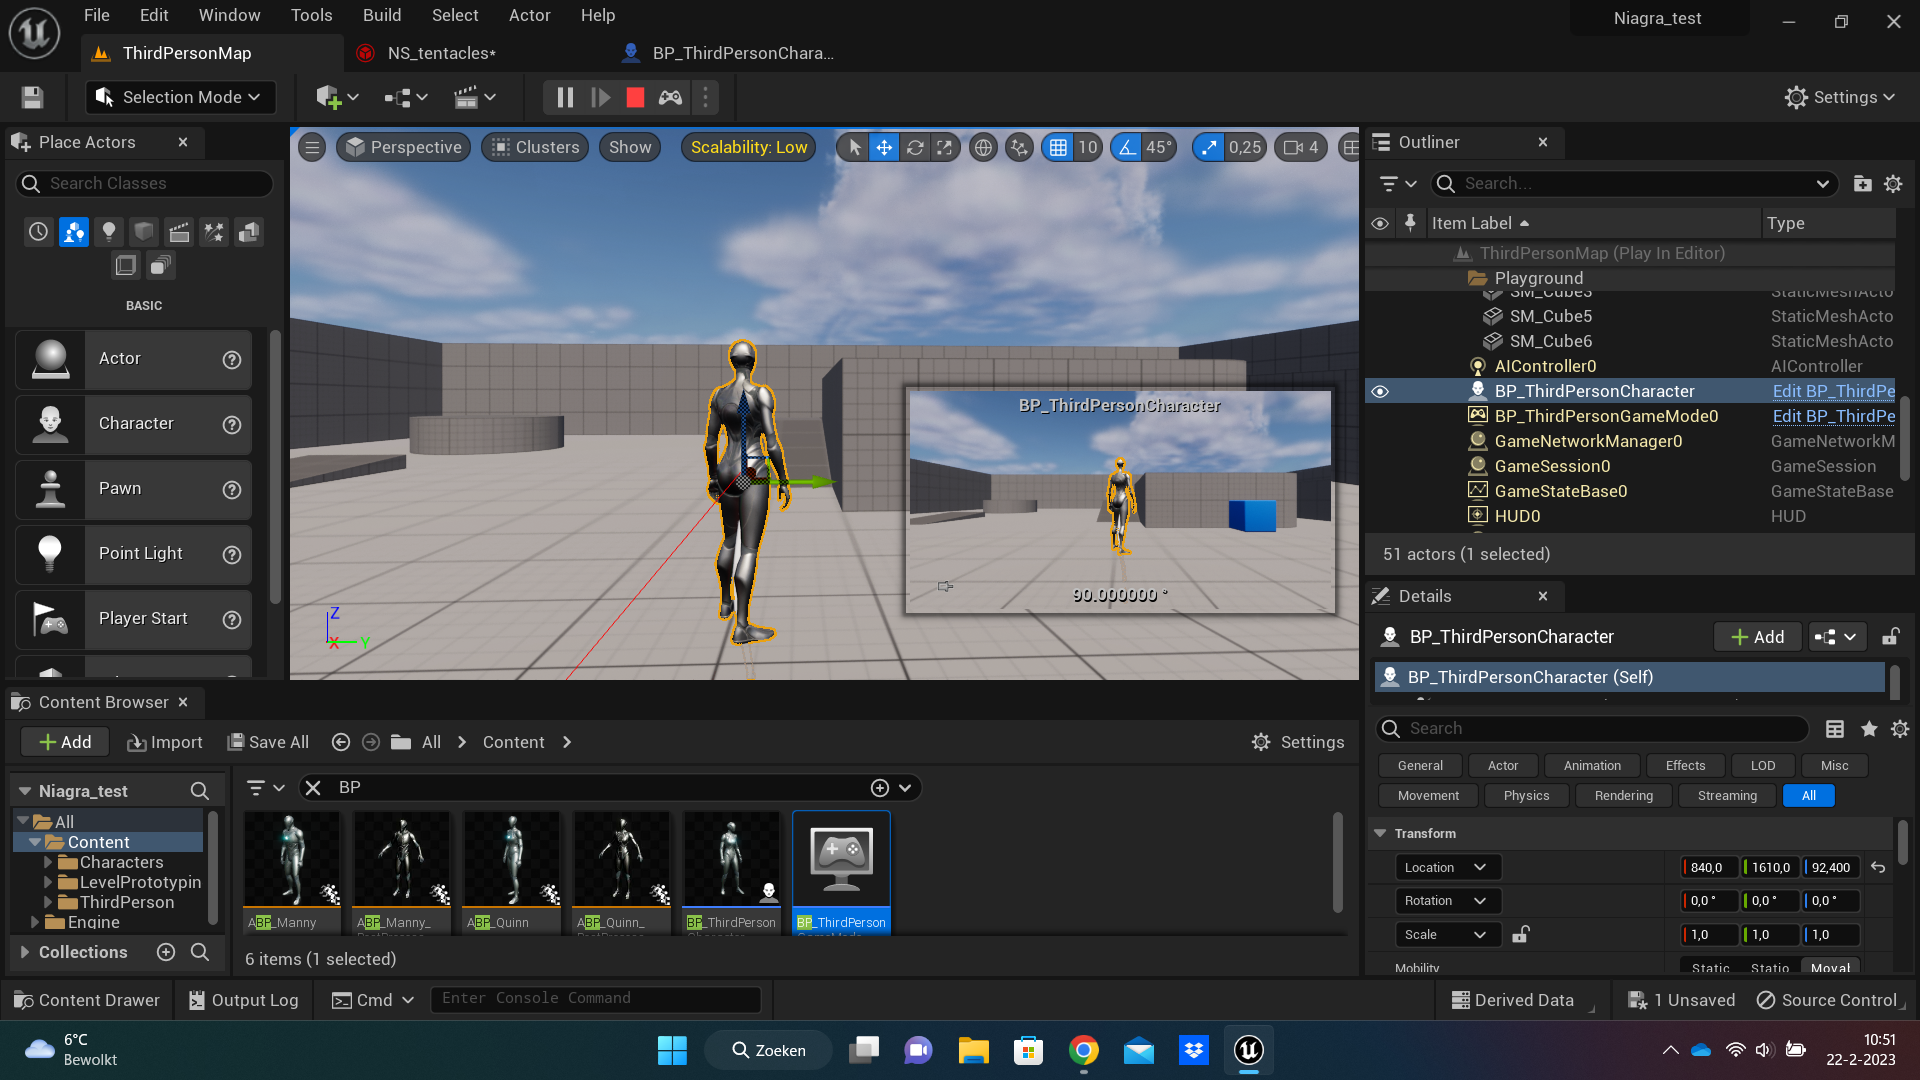 File Edit Window Tools Build Select Actor Help
Niagra_test
ThirdPersonMap
NS_tentacles*
BP_ThirdPersonChara...
Selection Mode
Settings
Place Actors
Search Classes
BASIC
Actor
Character
Pawn
Point Light
Player Start
Perspective
Clusters
Show
Scalability: Low
10
45°
0,25
4
BP_ThirdPersonCharacter
90.000000 °
Z
X
Y
Outliner
Search...
Item Label
Type
ThirdPersonMap (Play In Editor)
Playground
SM_Cube3 StaticMeshActo
SM_Cube5 StaticMeshActo
SM_Cube6 StaticMeshActo
AIController0 AIController
BP_ThirdPersonCharacter Edit BP_ThirdPe
BP_ThirdPersonGameMode0 Edit BP_ThirdPe
GameNetworkManager0 GameNetworkM
GameSession0 GameSession
GameStateBase0 GameStateBase
HUD0 HUD
51 actors (1 selected)
Details
BP_ThirdPersonCharacter
Add
BP_ThirdPersonCharacter (Self)
Search
General Actor Animation Effects LOD Misc
Movement Physics Rendering Streaming All
Transform
Location 840,0 1610,0 92,400
Rotation 0,0 ° 0,0 ° 0,0 °
Scale 1,0 1,0 1,0
Mobility Static Statio Moval
Content Browser
Add Import Save All All Content
Settings
Niagra_test
All
Content
Characters
LevelPrototypin
ThirdPerson
Engine
Collections
BP
ABP_Manny
ABP_Manny_
ABP_Quinn
ABP_Quinn_
BP_ThirdPerson
BP_ThirdPerson
6 items (1 selected)
Content Drawer Output Log Cmd Enter Console Command
Derived Data 1 Unsaved Source Control
6°C
Bewolkt
Zoeken
10:51
22-2-2023